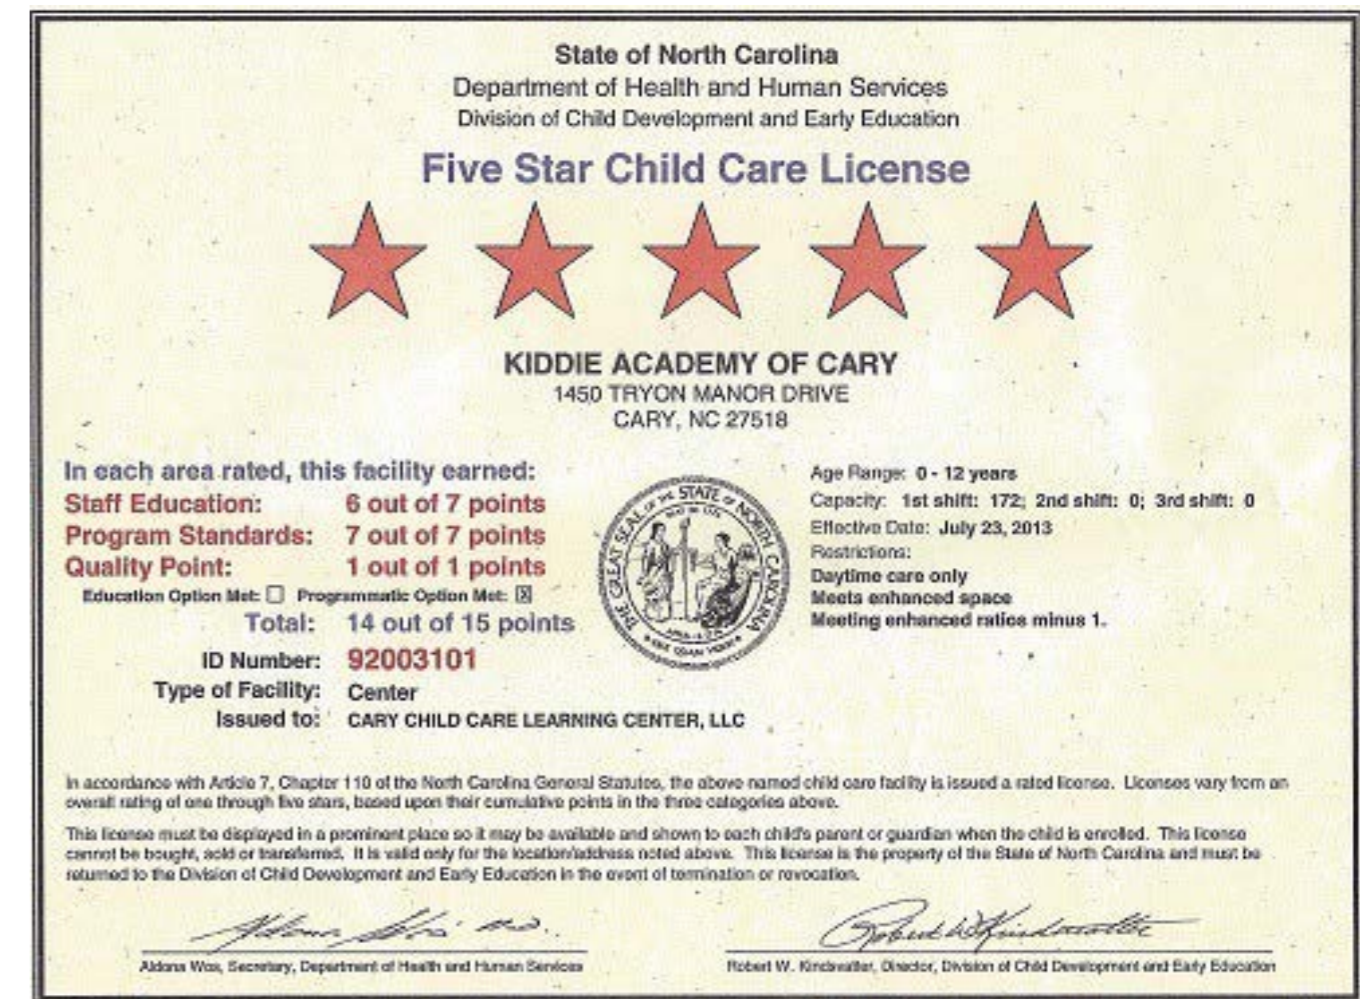 State of North Carolina
Department of Health and Human Services
Division of Child Development and Early Education
Five Star Child Care License
KIDDIE ACADEMY OF CARY
1450 TRYON MANOR DRIVE
CARY, NC 27518
In each area rated, this facility earned:
Staff Education: 6 out of 7 points
Program Standards: 7 out of 7 points
Quality Point: 1 out of 1 points
Education Option Met: ☐ Programmatic Option Met: ☒
Total: 14 out of 15 points
ID Number: 92003101
Type of Facility: Center
Issued to: CARY CHILD CARE LEARNING CENTER, LLC
THE GREAT SEAL OF THE STATE OF NORTH CAROLINA
Age Range: 0 - 12 years
Capacity: 1st shift: 172; 2nd shift: 0; 3rd shift: 0
Effective Date: July 23, 2013
Restrictions:
Daytime care only
Meets enhanced space
Meeting enhanced ratios minus 1.
In accordance with Article 7, Chapter 110 of the North Carolina General Statutes, the above named child care facility is issued a rated license. Licenses vary from an
overall rating of one through five stars, based upon their cumulative points in the three categories above.
This license must be displayed in a prominent place so it may be available and shown to each child's parent or guardian when the child is enrolled. This license
cannot be bought, sold or transferred. It is valid only for the location/address noted above. This license is the property of the State of North Carolina and must be
returned to the Division of Child Development and Early Education in the event of termination or revocation.
Aldona Wos, Secretary, Department of Health and Human Services
Robert W. Kindsvatter, Director, Division of Child Development and Early Education